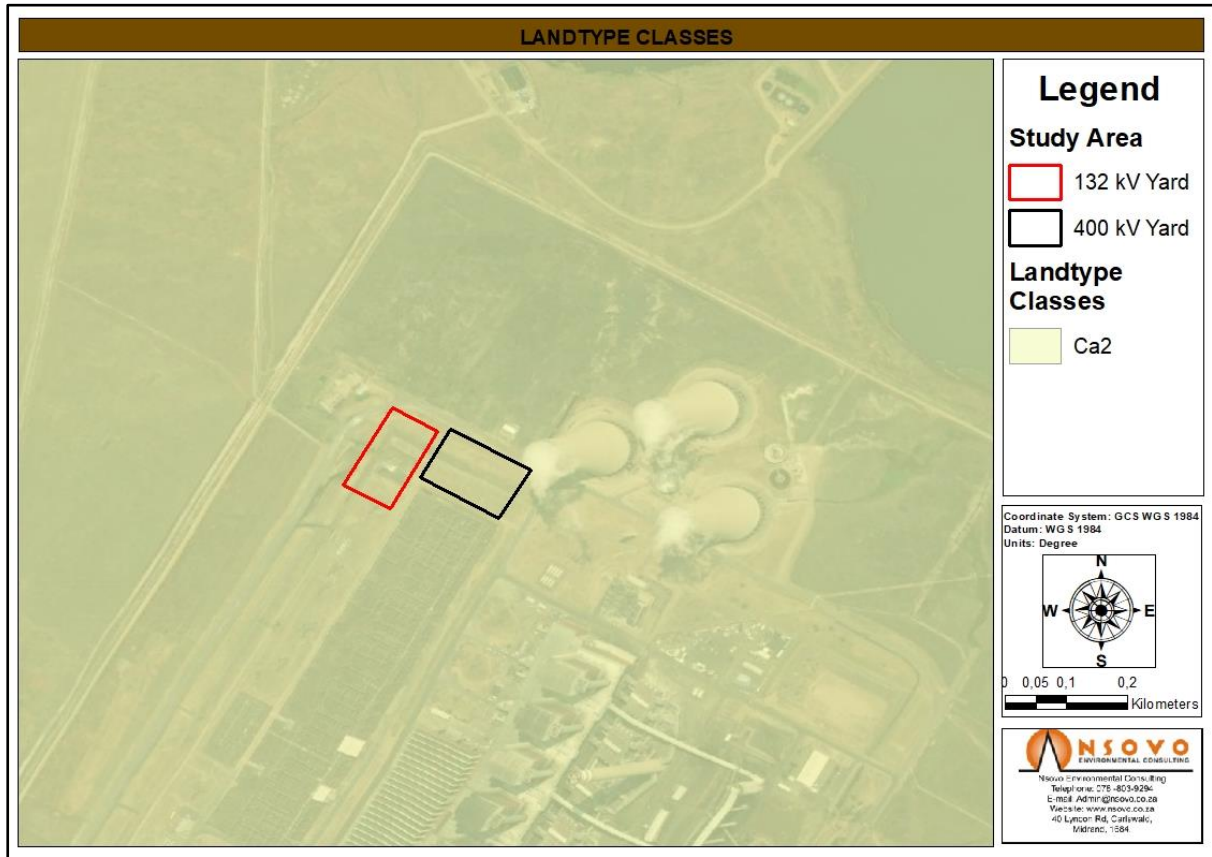 LANDTYPE CLASSES
Legend
Study Area
132 kV Yard
400 kV Yard
Landtype
Classes
Ca2
Coordinate System: GCS WGS 1984
Datum: WGS 1984
Units: Degree
N
W E
S
0 0,05 0,1 0,2
Kilometers
NSOVO
ENVIRONMENTAL CONSULTING
Nsovo Environmental Consulting
Telephone: 078 -803-9294
E-mail: Admin@nsovo.co.za
Website: www.nsovo.co.za
40 Lyncon Rd, Carlswald,
Midrand, 1684.